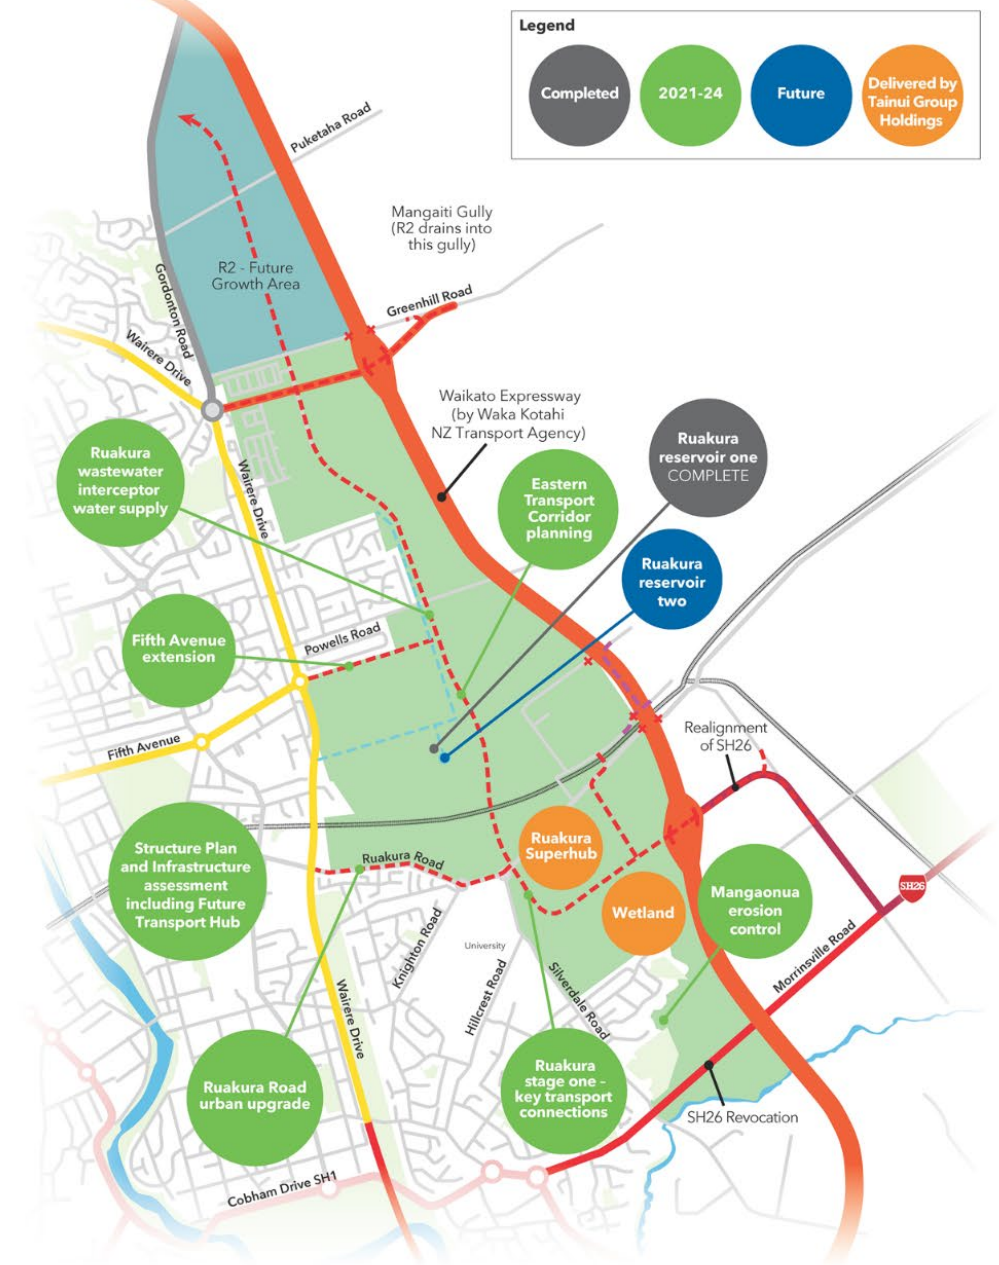 Legend
Completed
2021-24
Future
Delivered by
Tainui Group
Holdings
Puketaha Road
Mangaiti Gully
(R2 drains into
this gully)
R2 - Future
Growth Area
Gordonton Road
Greenhill Road
Wairere Drive
Waikato Expressway
(by Waka Kotahi
NZ Transport Agency)
Ruakura
reservoir one
COMPLETE
Ruakura
wastewater
interceptor
water supply
Wairere Drive
Eastern
Transport
Corridor
planning
Ruakura
reservoir
two
Fifth Avenue
extension
Powells Road
Fifth Avenue
Realignment
of SH26
Structure Plan
and Infrastructure
assessment
including Future
Transport Hub
Ruakura Road
Ruakura
Superhub
Wetland
Mangaonua
erosion
control
SH26
Knighton Road
University
Hillcrest Road
Silverdale Road
Morrinsville Road
Wairere Drive
Ruakura Road
urban upgrade
Ruakura
stage one –
key transport
connections
SH26 Revocation
Cobham Drive SH1